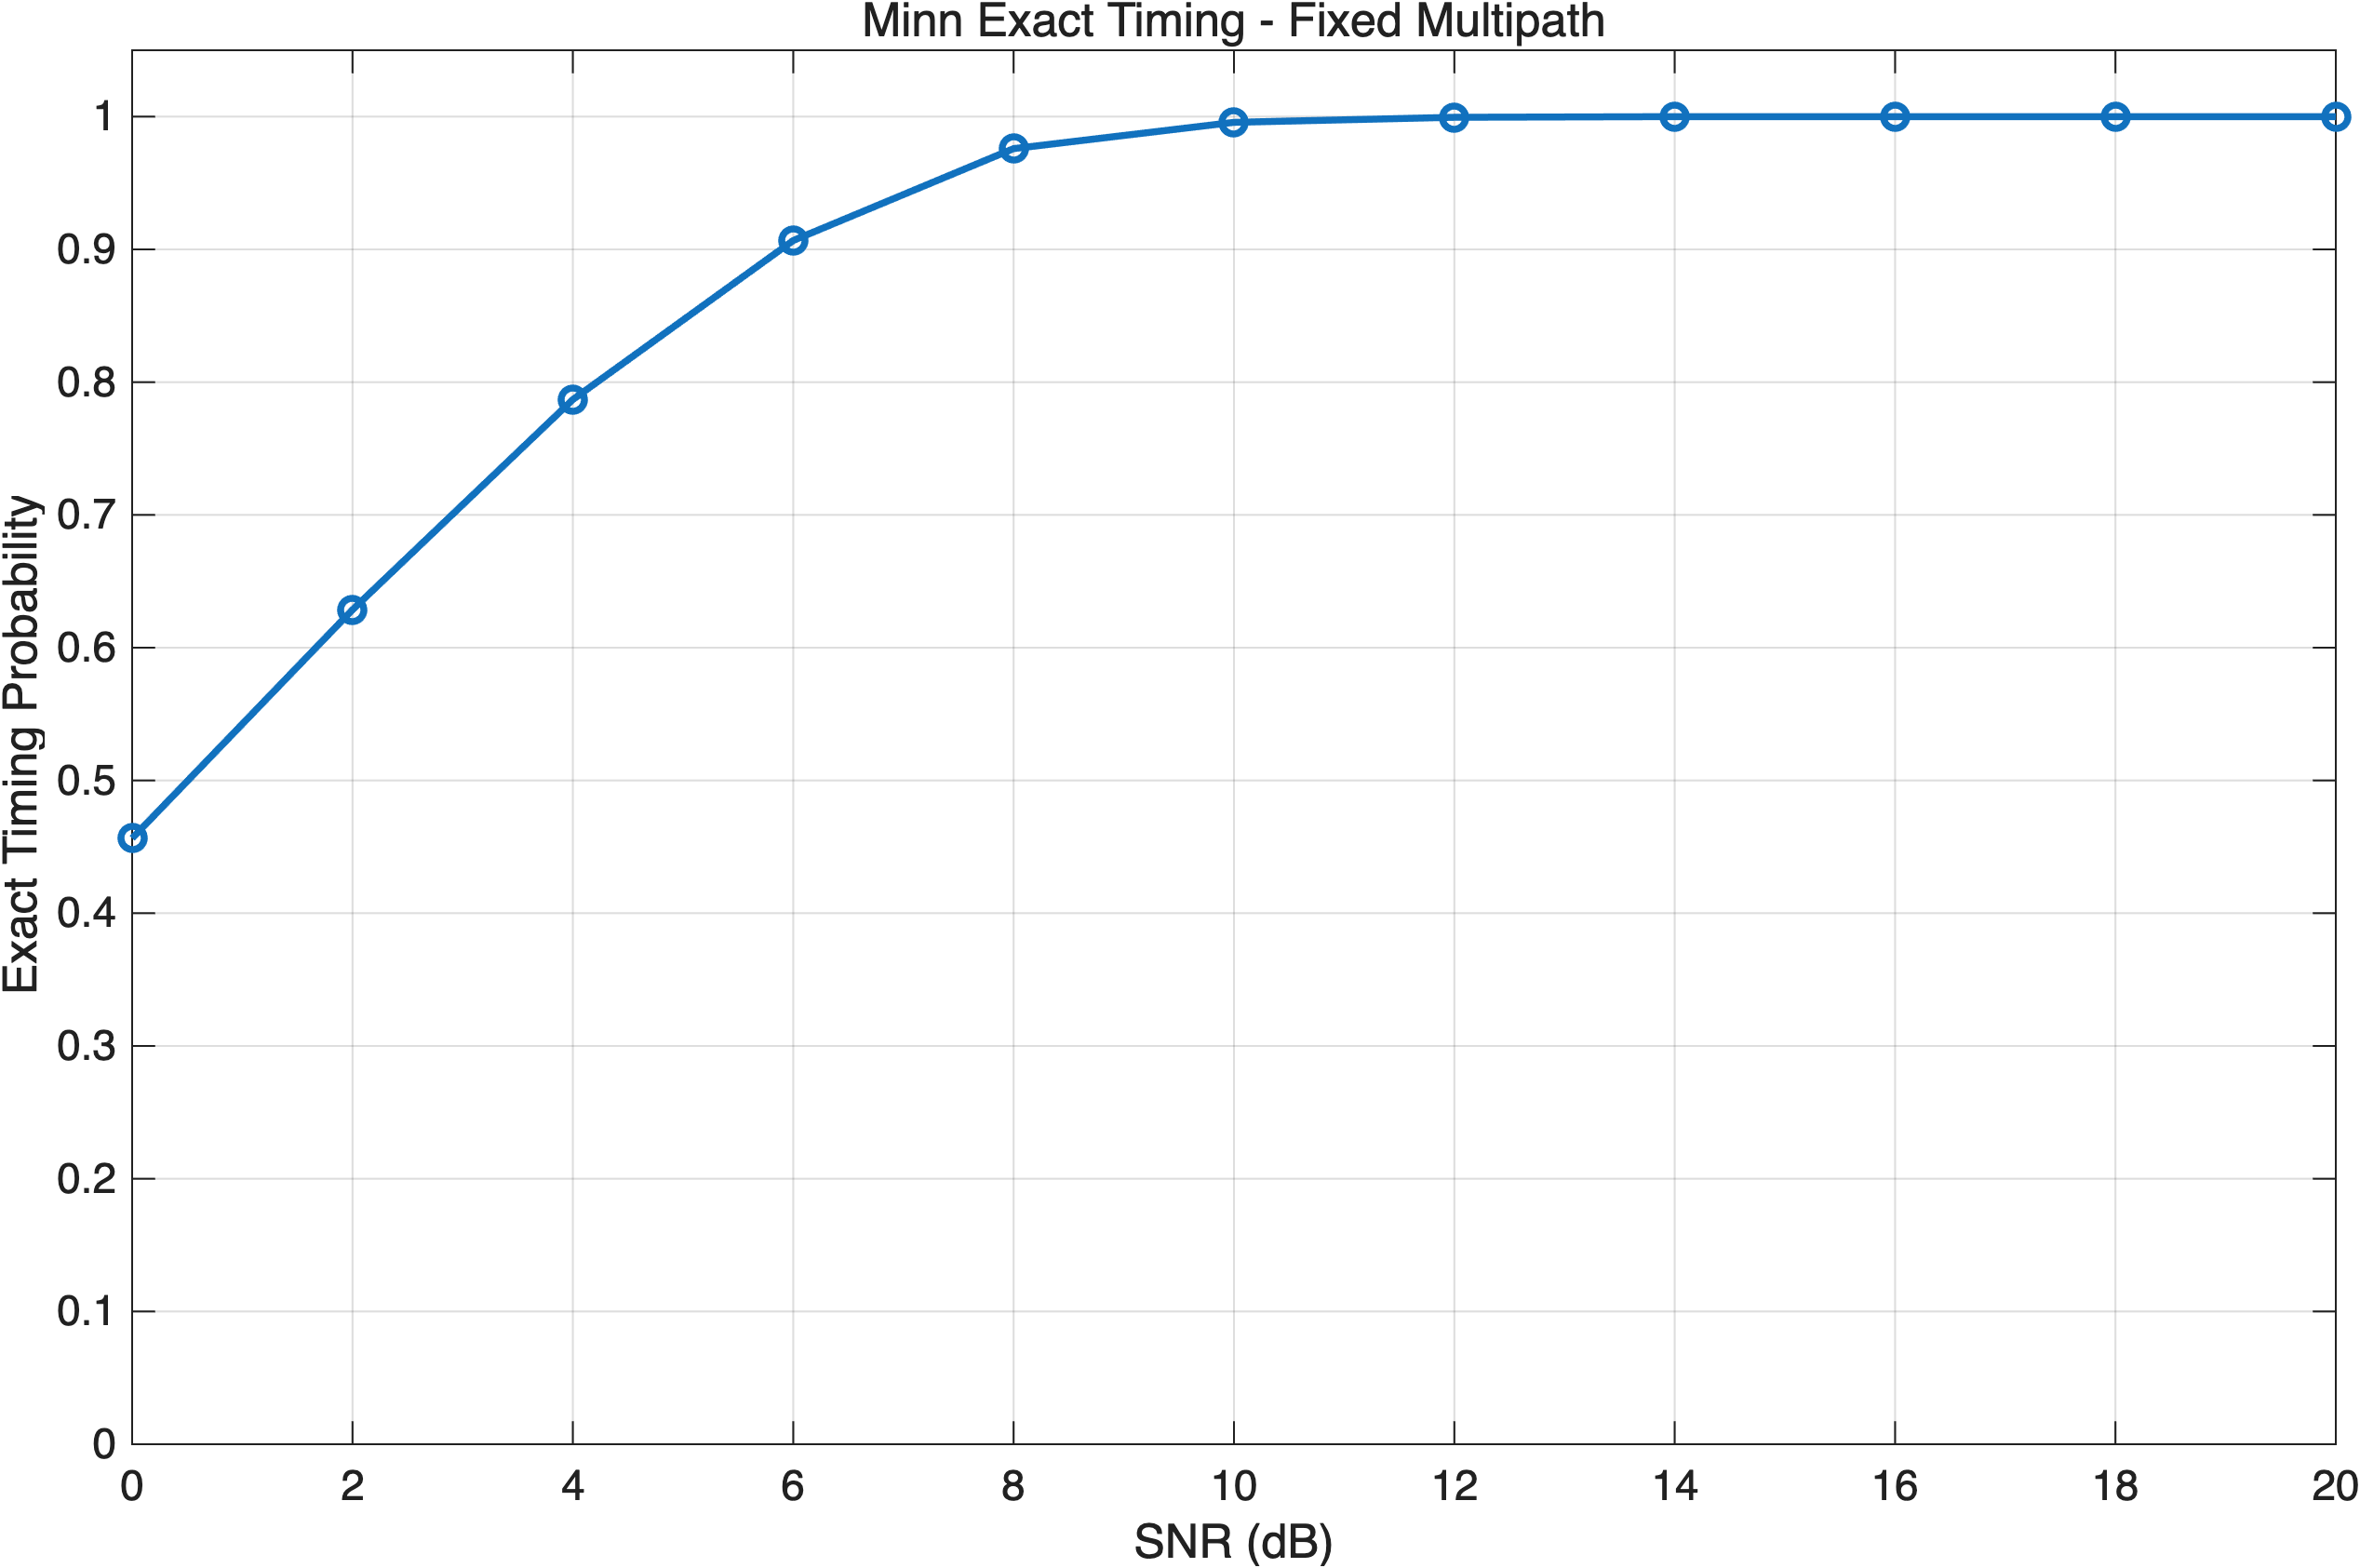 Minn Exact Timing - Fixed Multipath
Exact Timing Probability
1
0.9
0.8
0.7
0.6
0.5
0.4
0.3
0.2
0.1
0
0 2 4 6 8 10 12 14 16 18 20
SNR (dB)